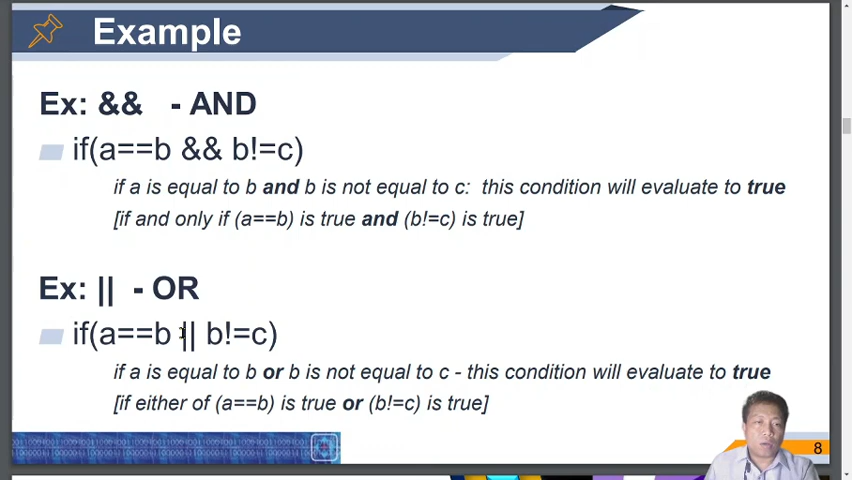 Example
Ex: && - AND
if(a==b && b!=c)
if a is equal to b and b is not equal to c: this condition will evaluate to true
[if and only if (a==b) is true and (b!=c) is true]
Ex: || - OR
if(a==b || b!=c)
if a is equal to b or b is not equal to c - this condition will evaluate to true
[if either of (a==b) is true or (b!=c) is true]
8